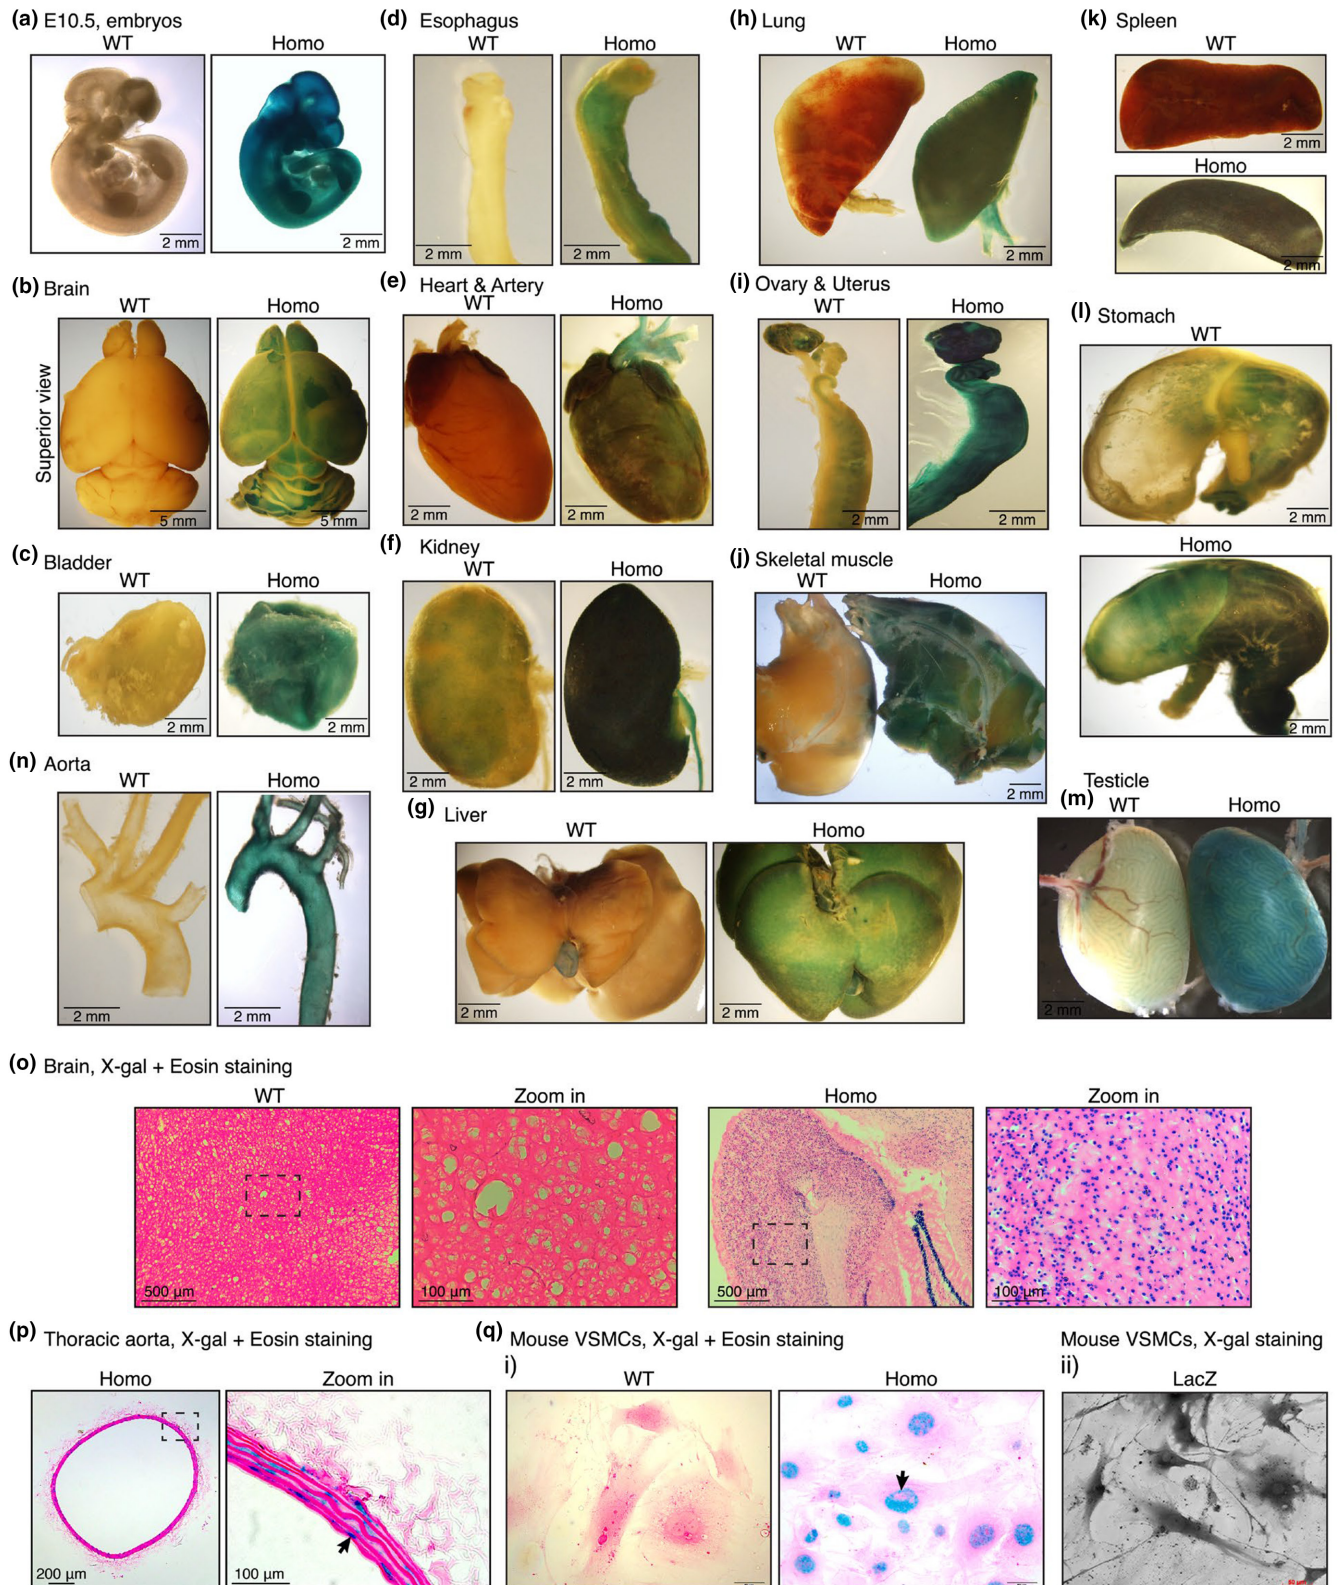 (a) E10.5, embryos
WT Homo
2 mm 2 mm
(d) Esophagus
WT Homo
2 mm 2 mm
(h) Lung
WT Homo
2 mm
(k) Spleen
WT
2 mm
Homo
2 mm
(b) Brain
WT Homo
Superior view
5 mm 5 mm
(e) Heart & Artery
WT Homo
2 mm 2 mm
(i) Ovary & Uterus
WT Homo
2 mm 2 mm
(l) Stomach
WT
2 mm
Homo
2 mm
(c) Bladder
WT Homo
2 mm 2 mm
(f) Kidney
WT Homo
2 mm 2 mm
(j) Skeletal muscle
WT Homo
2 mm
(n) Aorta
WT Homo
2 mm 2 mm
(g) Liver
WT Homo
2 mm 2 mm
(m) Testicle
WT Homo
2 mm
(o) Brain, X-gal + Eosin staining
WT Zoom in Homo Zoom in
500 µm 100 µm 500 µm 100 µm
(p) Thoracic aorta, X-gal + Eosin staining
Homo Zoom in
200 µm 100 µm
(q) Mouse VSMCs, X-gal + Eosin staining
i) WT Homo
Mouse VSMCs, X-gal staining
ii) LacZ